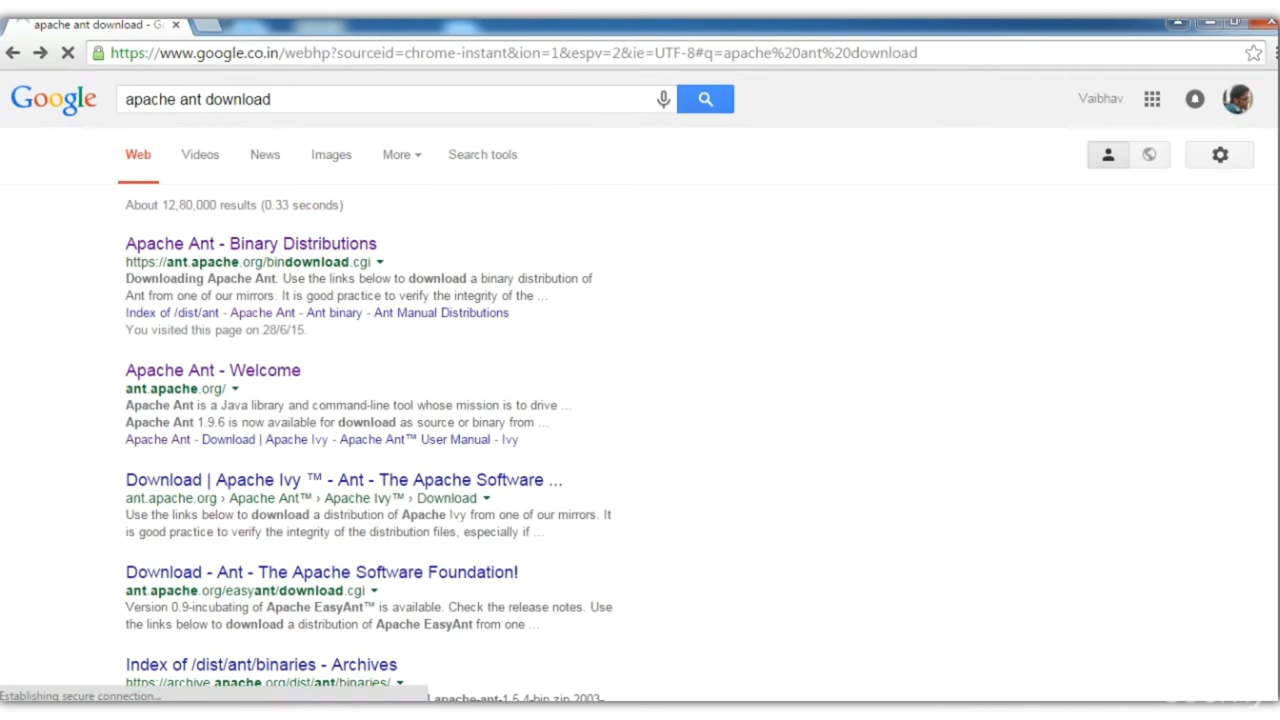 apache ant download - G
https://www.google.co.in/webhp?sourceid=chrome-instant&ion=1&espv=2&ie=UTF-8#q=apache%20ant%20download
Google
apache ant download
Vaibhav
Web Videos News Images More Search tools
About 12,80,000 results (0.33 seconds)
Apache Ant - Binary Distributions
https://ant.apache.org/bindownload.cgi
Downloading Apache Ant. Use the links below to download a binary distribution of
Ant from one of our mirrors. It is good practice to verify the integrity of the ...
Index of /dist/ant - Apache Ant - Ant binary - Ant Manual Distributions
You visited this page on 28/6/15.
Apache Ant - Welcome
ant.apache.org/
Apache Ant is a Java library and command-line tool whose mission is to drive ...
Apache Ant 1.9.6 is now available for download as source or binary from ...
Apache Ant - Download | Apache Ivy - Apache Ant™ User Manual - Ivy
Download | Apache Ivy ™ - Ant - The Apache Software ...
ant.apache.org › Apache Ant™ › Apache Ivy™ › Download
Use the links below to download a distribution of Apache Ivy from one of our mirrors. It
is good practice to verify the integrity of the distribution files, especially if ...
Download - Ant - The Apache Software Foundation!
ant.apache.org/easyant/download.cgi
Version 0.9-incubating of Apache EasyAnt™ is available. Check the release notes. Use
the links below to download a distribution of Apache EasyAnt from one ...
Index of /dist/ant/binaries - Archives
https://archive.apache.org/dist/ant/binaries/
Establishing secure connection...
apache-ant-1.5.4-bin.zip 2003-